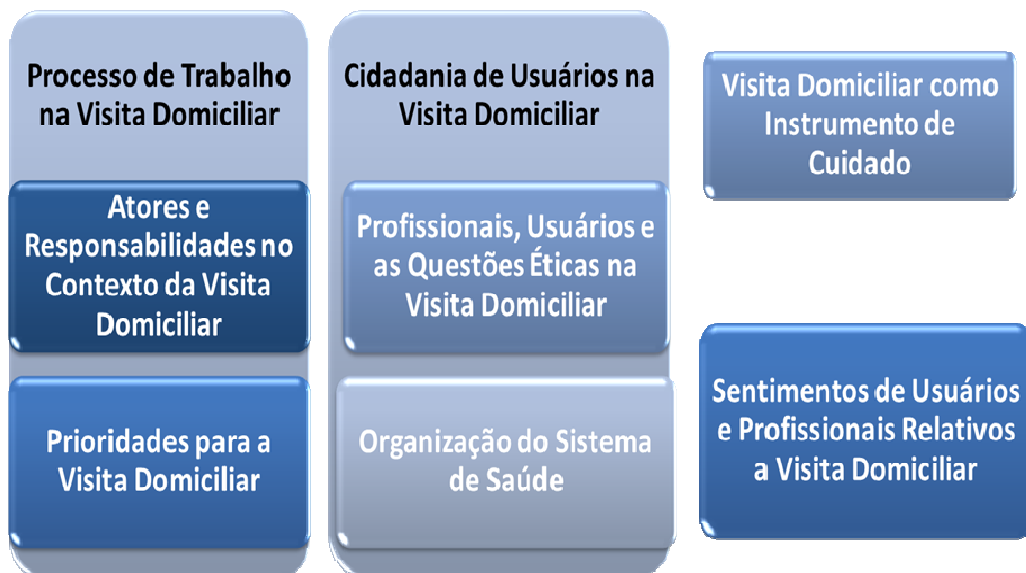 Processo de Trabalho
na Visita Domiciliar
Atores e
Responsabilidades no
Contexto da Visita
Domiciliar
Prioridades para a
Visita Domiciliar
Cidadania de Usuários na
Visita Domiciliar
Profissionais, Usuários e
as Questões Éticas na
Visita Domiciliar
Organização do Sistema
de Saúde
Visita Domiciliar como
Instrumento de
Cuidado
Sentimentos de Usuários
e Profissionais Relativos
a Visita Domiciliar